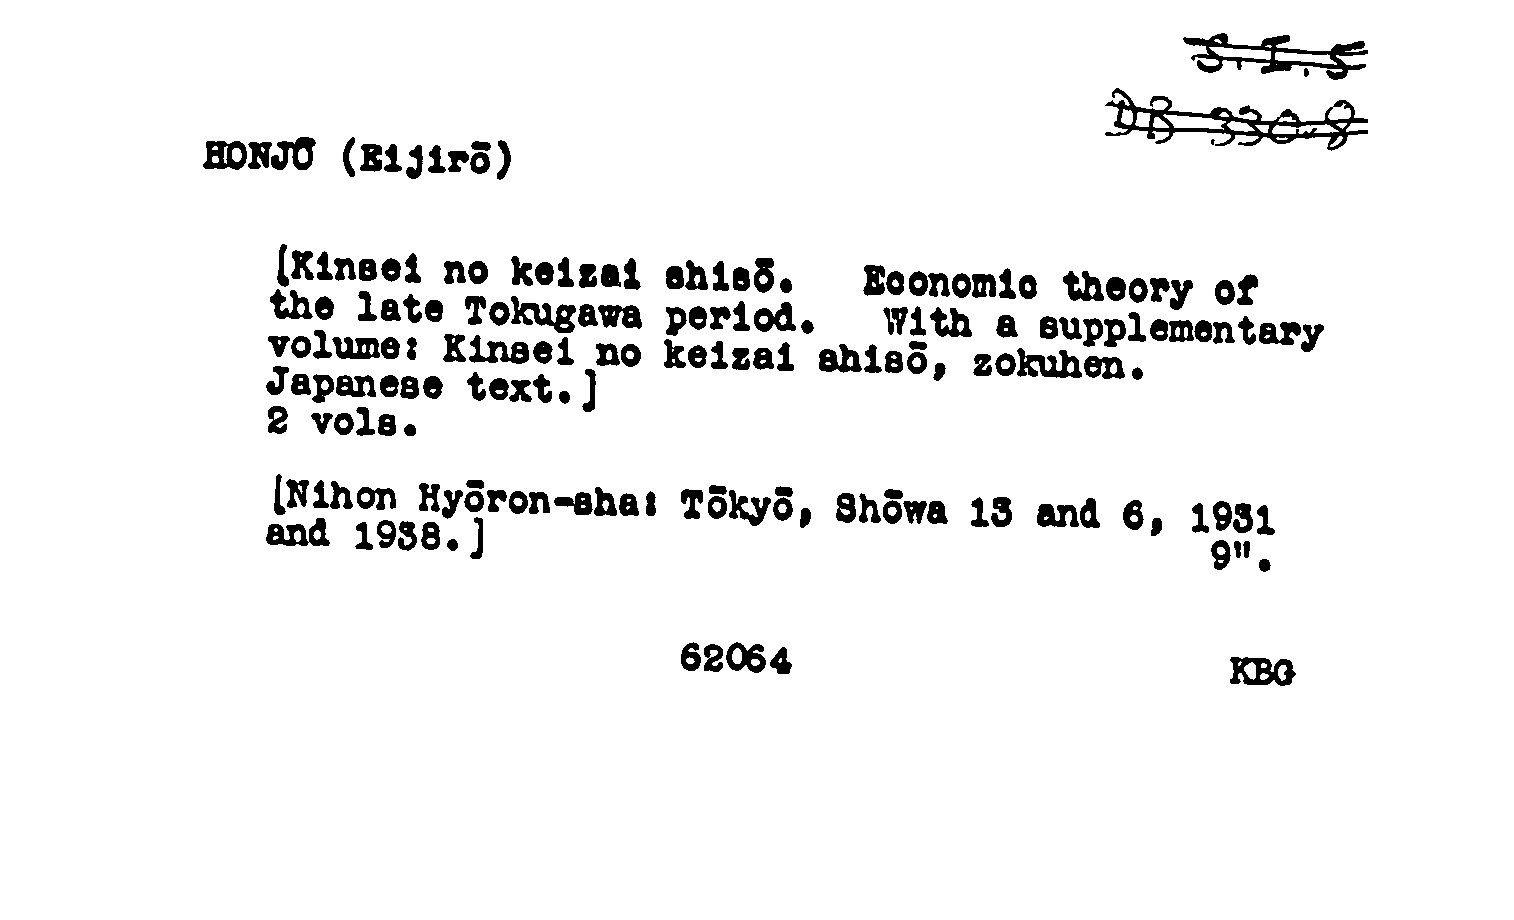 S.I.S
DB 330.8
HONJŌ (Eijirō)
[Kinsei no keizai shisō. Economic theory of
the late Tokugawa period. With a supplementary
volume: Kinsei no keizai shisō, zokuhen.
Japanese text.]
2 vols.
[Nihon Hyōron-sha: Tōkyō, Shōwa 13 and 6, 1931
and 1938.]
9".
62064
KBG